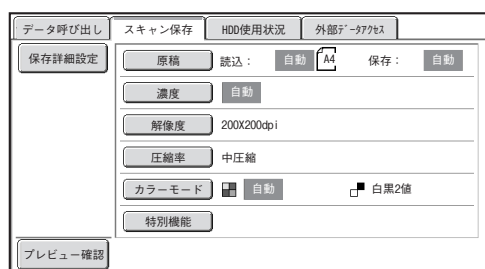 データ呼び出し スキャン保存 HDD使用状況 外部ﾃﾞｰﾀｱｸｾｽ
保存詳細設定 原稿 読込： 自動 A4 保存： 自動
濃度 自動
解像度 200X200dpi
圧縮率 中圧縮
カラーモード 自動 白黒2値
特別機能
プレビュー確認